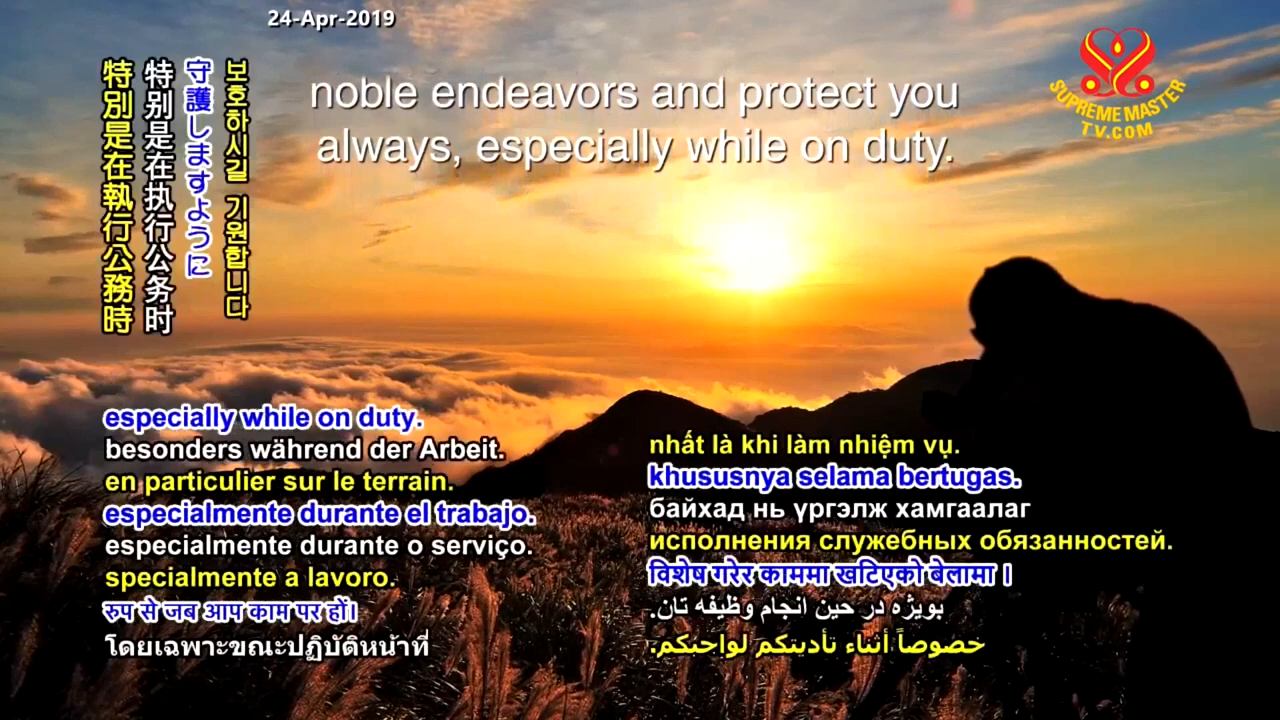 24-Apr-2019
noble endeavors and protect you
always, especially while on duty.
SUPREME MASTER
TV.COM
보호하시길 기원합니다
守護しますように
特别是在执行公务时
特別是在執行公務時
especially while on duty.
besonders während der Arbeit.
en particulier sur le terrain.
especialmente durante el trabajo.
especialmente durante o serviço.
specialmente a lavoro.
रुप से जब आप काम पर हों।
โดยเฉพาะขณะปฏิบัติหน้าที่
nhất là khi làm nhiệm vụ.
khususnya selama bertugas.
байхад нь үргэлж хамгаалаг
исполнения служебных обязанностей.
विशेष गरेर काममा खटिएको बेलामा ।
بویژه در حین انجام وظیفه تان.
خصوصاً أثناء تأديتكم لواجبكم.